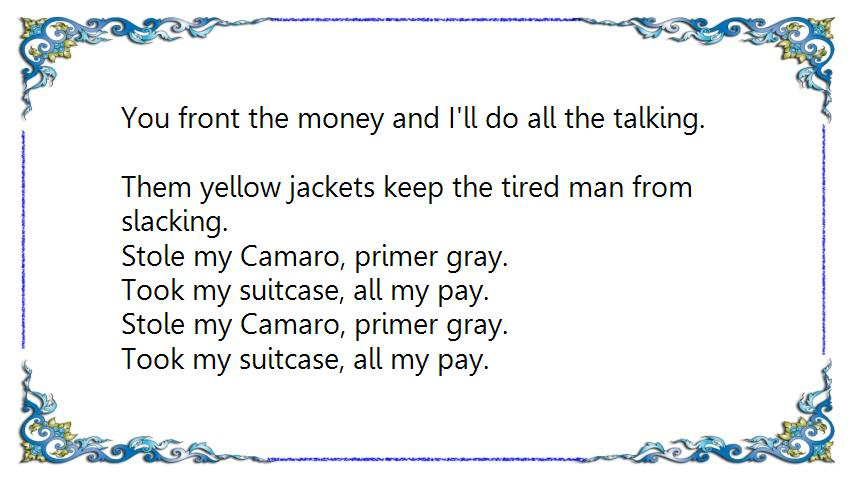 You front the money and I'll do all the talking.
Them yellow jackets keep the tired man from
slacking.
Stole my Camaro, primer gray.
Took my suitcase, all my pay.
Stole my Camaro, primer gray.
Took my suitcase, all my pay.